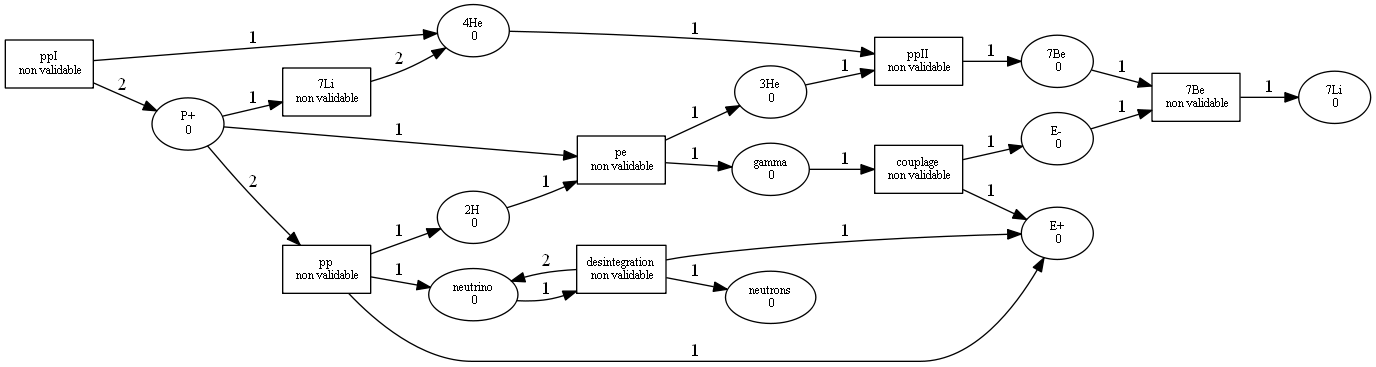 ppI
non validable
1
2
4He
0
P+
0
1
7Li
non validable
2
1
2
1
ppII
non validable
1
7Be
0
1
7Be
non validable
1
7Li
0
3He
0
1
1
pe
non validable
1
gamma
0
1
couplage
non validable
1
1
E-
0
1
2H
0
1
1
pp
non validable
1
neutrino
0
2
1
desintegration
non validable
1
1
neutrons
0
E+
0
1